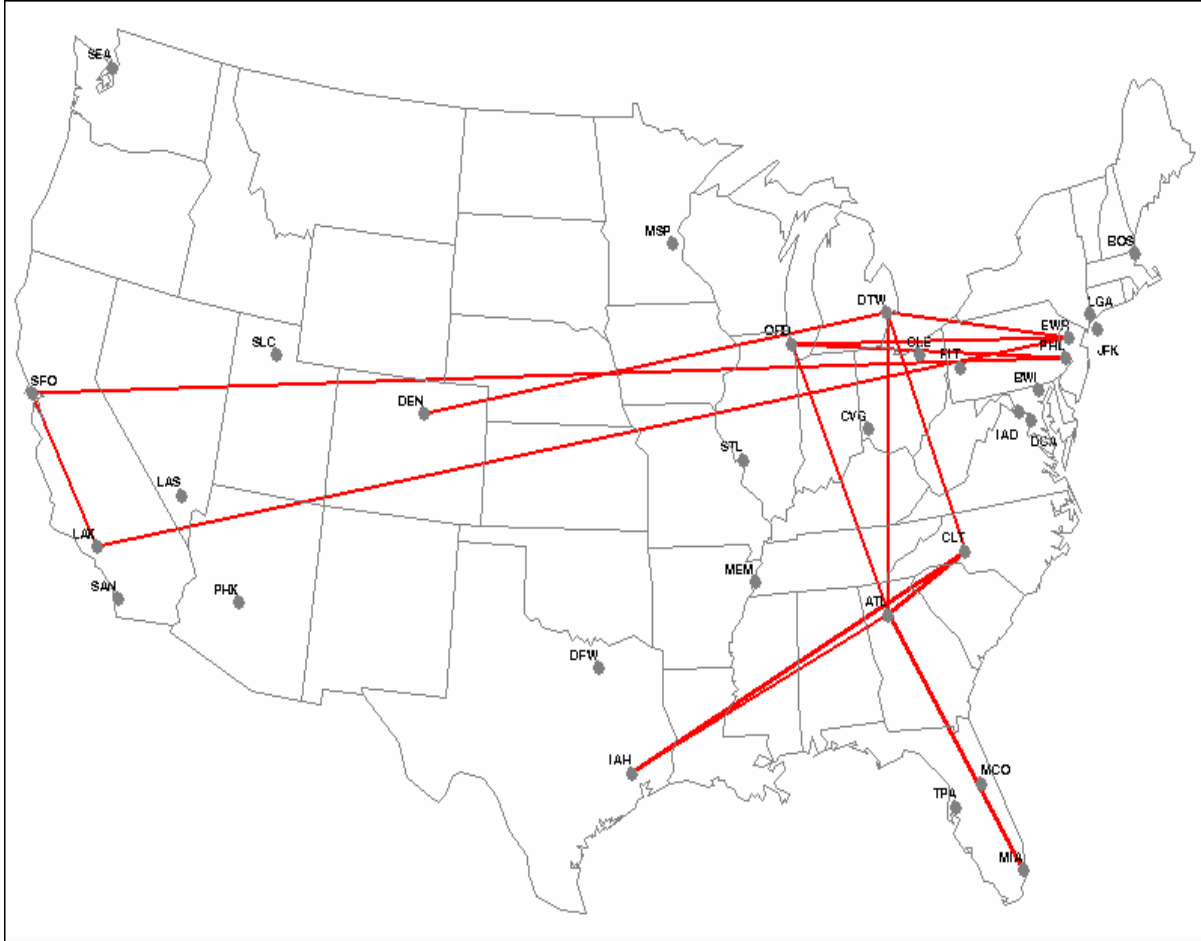 SEA
MSP
BOS
DTW
LGA
ORD
EWR
SLC
CLE
PHL
JFK
PIT
SFO
DEN
BWI
CVG
IAD
DCA
STL
LAS
LAX
CLT
MEM
SAN
PHX
ATL
DFW
IAH
MCO
TPA
MIA